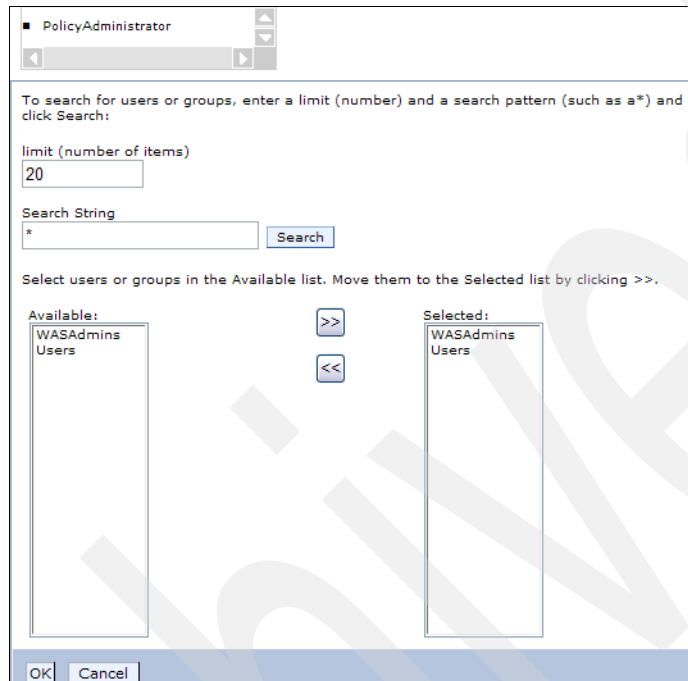 PolicyAdministrator
To search for users or groups, enter a limit (number) and a search pattern (such as a*) and
click Search:
limit (number of items)
20
Search String
*
Search
Select users or groups in the Available list. Move them to the Selected list by clicking >>.
Available:
WASAdmins
Users
>>
<<
Selected:
WASAdmins
Users
OK
Cancel